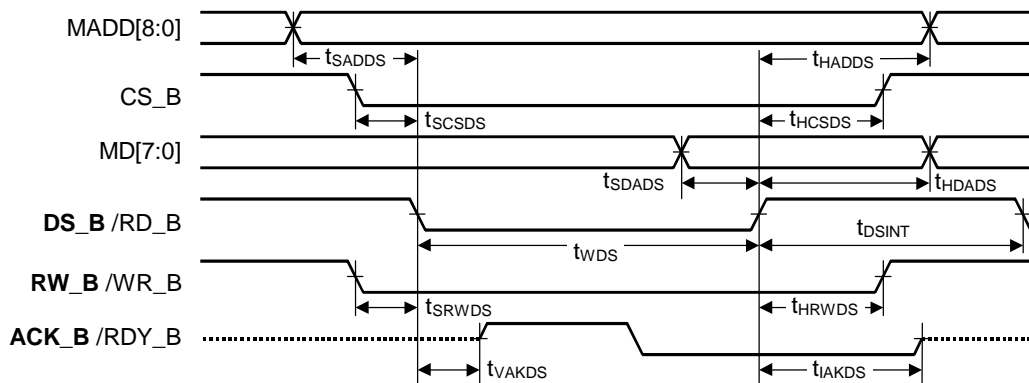 MADD[8:0]
tSADDS
tHADDS
CS_B
tSCSDS
tHCSDS
MD[7:0]
tSDADS
tHDADS
DS_B /RD_B
tWDS
tDSINT
RW_B /WR_B
tSRWDS
tHRWDS
ACK_B /RDY_B
tVAKDS
tIAKDS